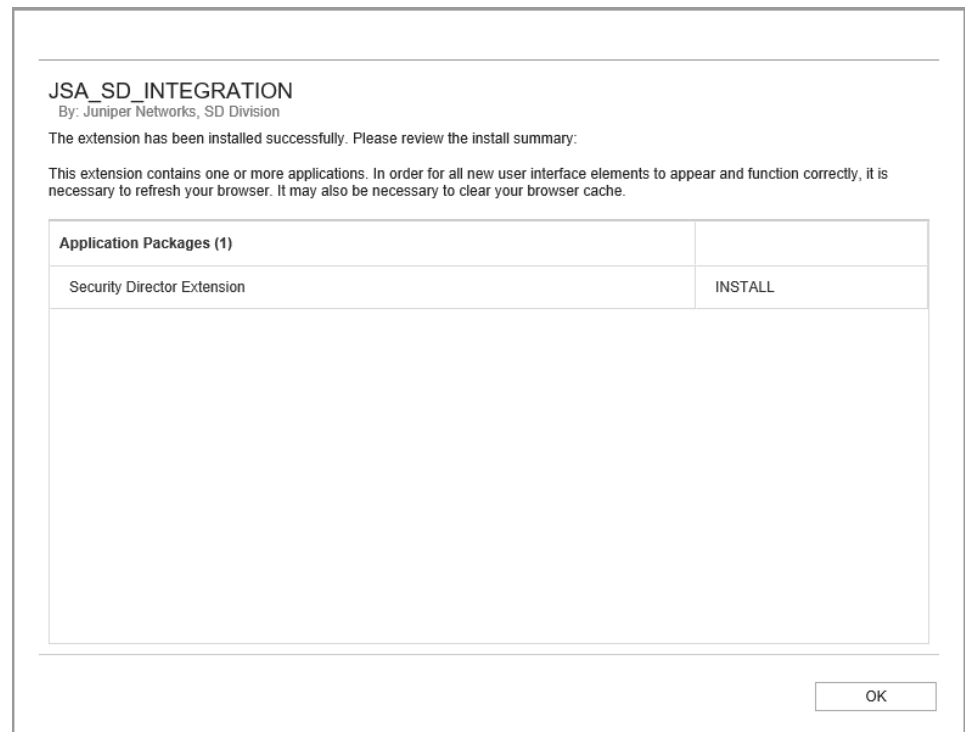 JSA_SD_INTEGRATION
By: Juniper Networks, SD Division
The extension has been installed successfully. Please review the install summary:
This extension contains one or more applications. In order for all new user interface elements to appear and function correctly, it is
necessary to refresh your browser. It may also be necessary to clear your browser cache.
Application Packages (1)
Security Director Extension INSTALL
OK